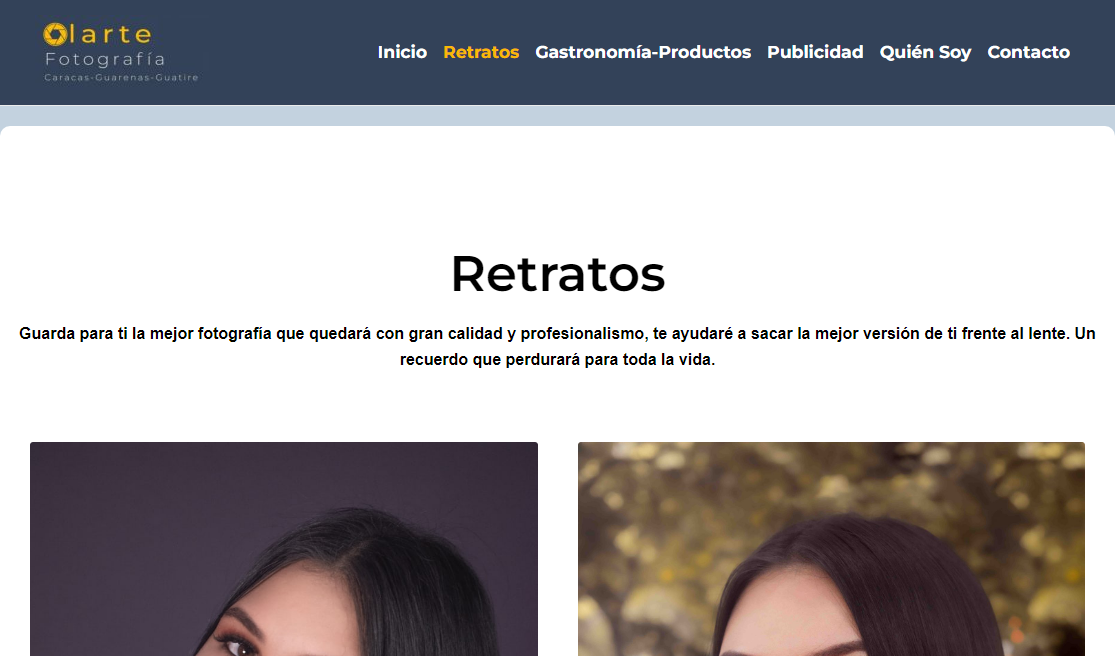 Olarte
Fotografía
Caracas-Guarenas-Guatire
Inicio Retratos Gastronomía-Productos Publicidad Quién Soy Contacto
Retratos
Guarda para ti la mejor fotografía que quedará con gran calidad y profesionalismo, te ayudaré a sacar la mejor versión de ti frente al lente. Un
recuerdo que perdurará para toda la vida.